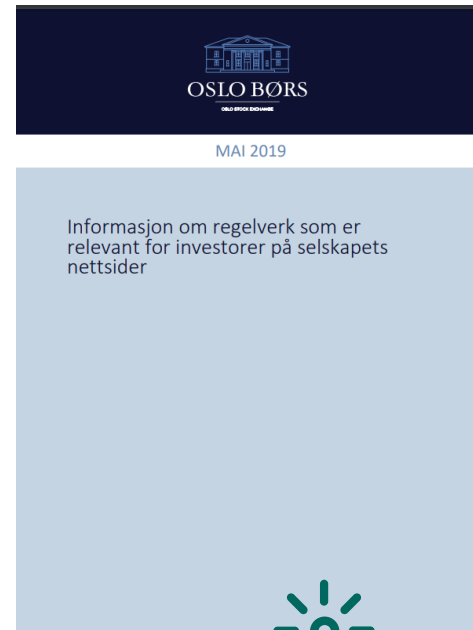 OSLO BØRS
OSLO STOCK EXCHANGE
MAI 2019
Informasjon om regelverk som er
relevant for investorer på selskapets
nettsider